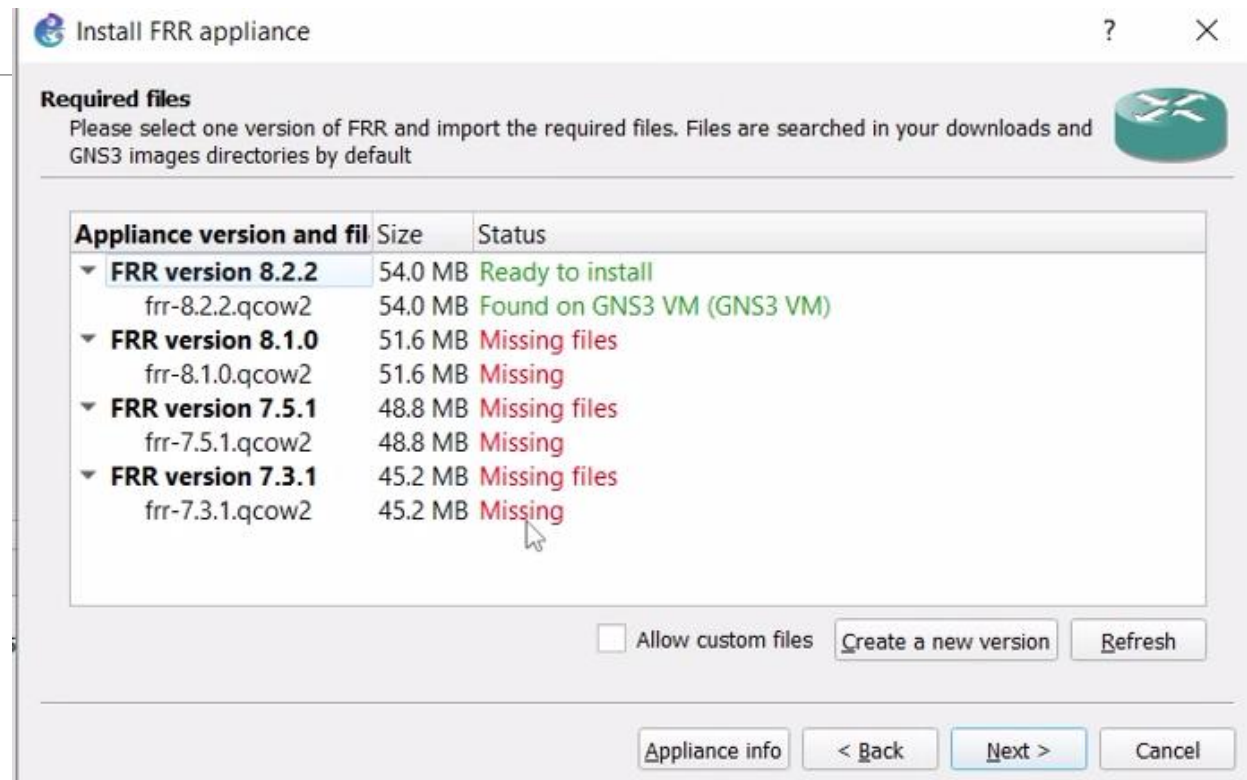 Install FRR appliance ?
Required files
Please select one version of FRR and import the required files. Files are searched in your downloads and
GNS3 images directories by default
Appliance version and fil Size Status
FRR version 8.2.2 54.0 MB Ready to install
frr-8.2.2.qcow2 54.0 MB Found on GNS3 VM (GNS3 VM)
FRR version 8.1.0 51.6 MB Missing files
frr-8.1.0.qcow2 51.6 MB Missing
FRR version 7.5.1 48.8 MB Missing files
frr-7.5.1.qcow2 48.8 MB Missing
FRR version 7.3.1 45.2 MB Missing files
frr-7.3.1.qcow2 45.2 MB Missing
Allow custom files Create a new version Refresh
Appliance info < Back Next > Cancel